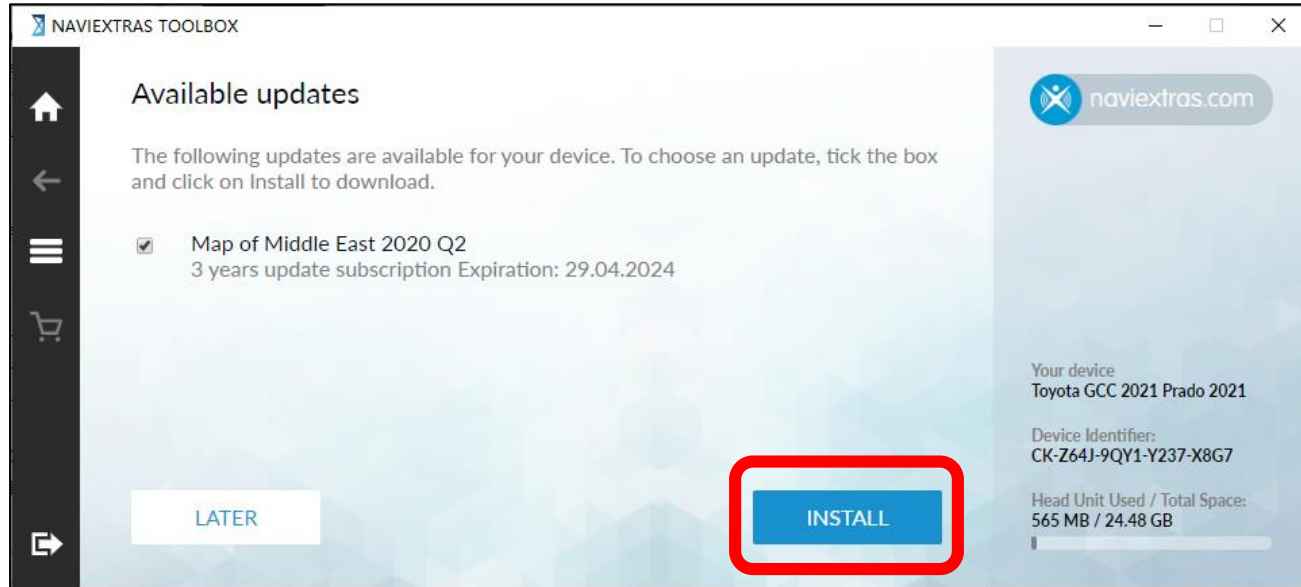 NAVIEXTRAS TOOLBOX
Available updates
naviextras.com
The following updates are available for your device. To choose an update, tick the box
and click on Install to download.
Map of Middle East 2020 Q2
3 years update subscription Expiration: 29.04.2024
Your device
Toyota GCC 2021 Prado 2021
Device Identifier:
CK-Z64J-9QY1-Y237-X8G7
Head Unit Used / Total Space:
565 MB / 24.48 GB
LATER
INSTALL